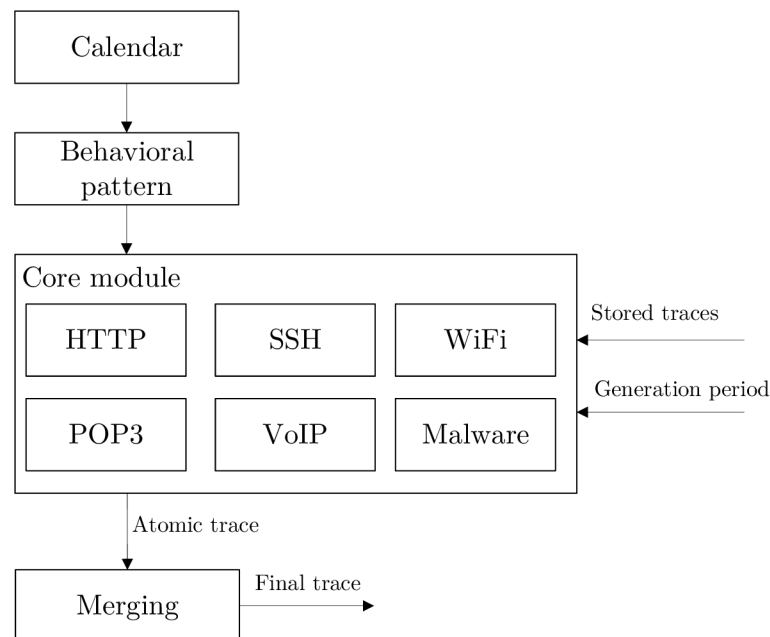 Calendar
Behavioral
pattern
Core module
HTTP
SSH
WiFi
Stored traces
Generation period
POP3
VoIP
Malware
Atomic trace
Merging
Final trace